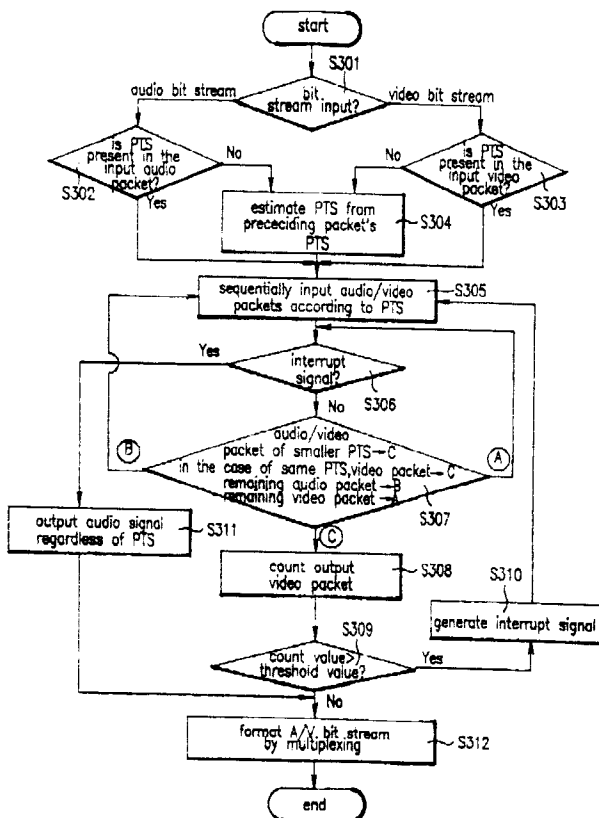 start
S301
audio bit stream
bit
stream input?
video bit stream
is PTS
present in the
input audio
packet?
S302
No
Yes
is PTS
present in the
input video
packet?
S303
No
Yes
estimate PTS from
prececiding packet's
PTS
S304
sequentially input audio/video
packets according to PTS
S305
Yes
interrupt
signal?
S306
No
B
audio/video
packet of smaller PTS→C
in the case of same PTS,video packet→C
remaining audio packet→B
remaining video packet→A
A
S307
C
output audio signal
regardless of PTS
S311
count output
video packet
S308
S310
generate interrupt signal
S309
count value>
threshold value?
Yes
No
format A/V. bit stream
by multiplexing
S312
end